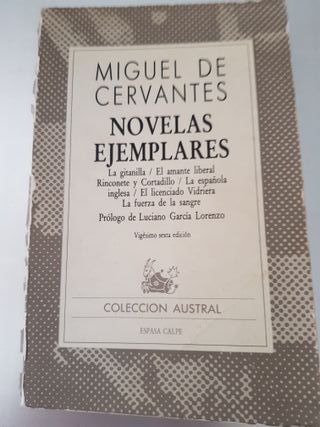 MIGUEL DE
CERVANTES
NOVELAS
EJEMPLARES
La gitanilla / El amante liberal
Rinconete y Cortadillo / La española
inglesa / El licenciado Vidriera
La fuerza de la sangre
Prólogo de Luciano García Lorenzo
Vigésimo sexta edición
COLECCION AUSTRAL
ESPASA CALPE